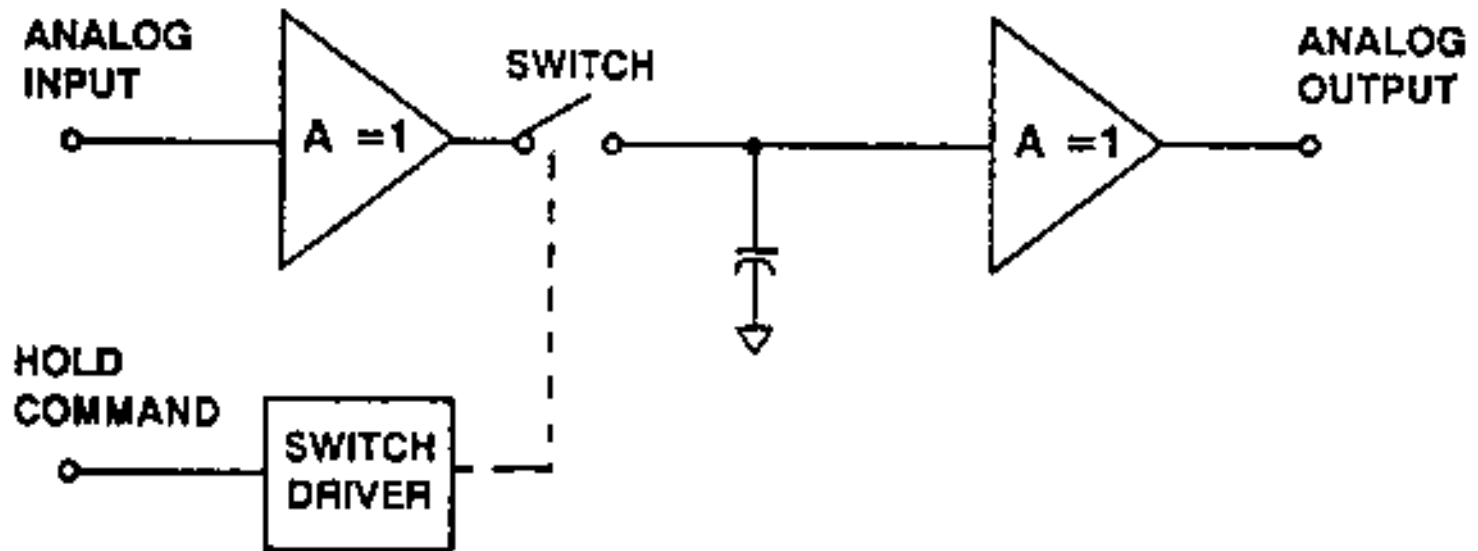 ANALOG
INPUT
A = 1
SWITCH
A = 1
ANALOG
OUTPUT
HOLD
COMMAND
SWITCH
DRIVER